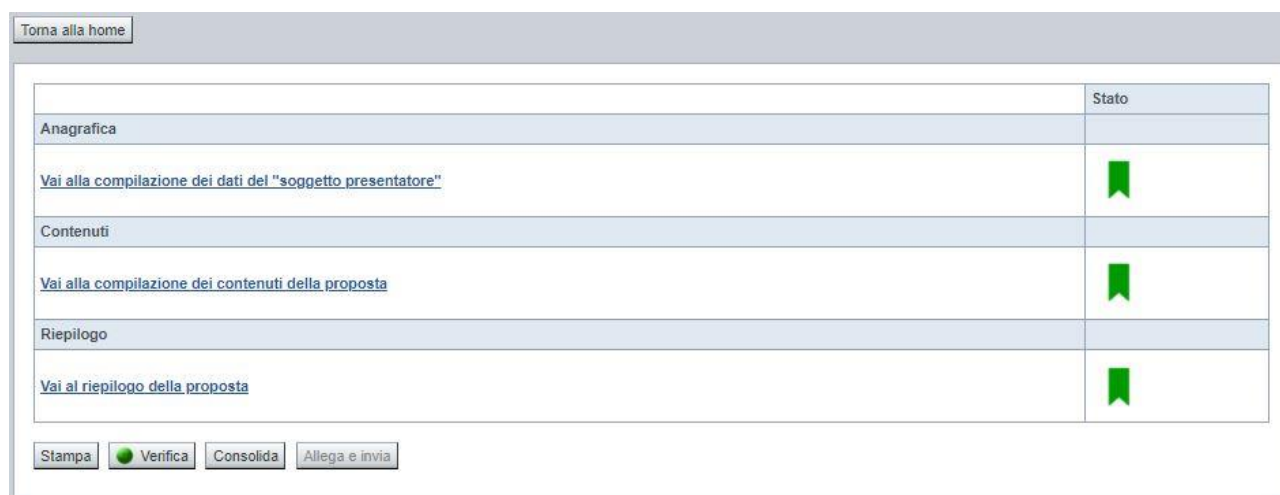 Torna alla home
Stato
Anagrafica
Vai alla compilazione dei dati del "soggetto presentatore"
Contenuti
Vai alla compilazione dei contenuti della proposta
Riepilogo
Vai al riepilogo della proposta
Stampa Verifica Consolida Allega e invia